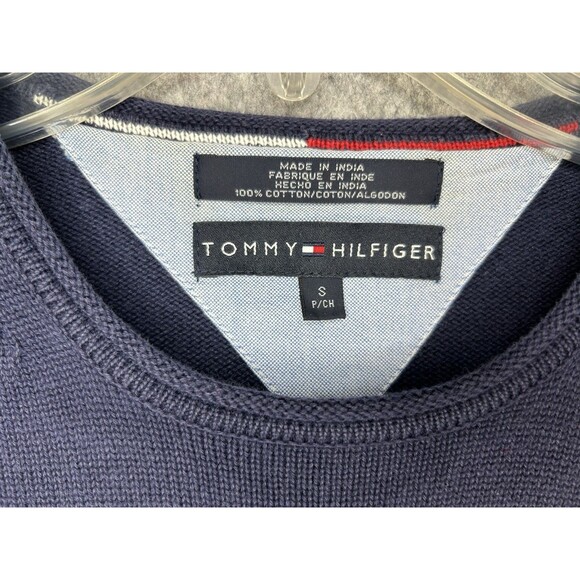 MADE IN INDIA
FABRIQUE EN INDE
HECHO EN INDIA
100% COTTON/COTON/ALGODON
TOMMY HILFIGER
S
P/CH